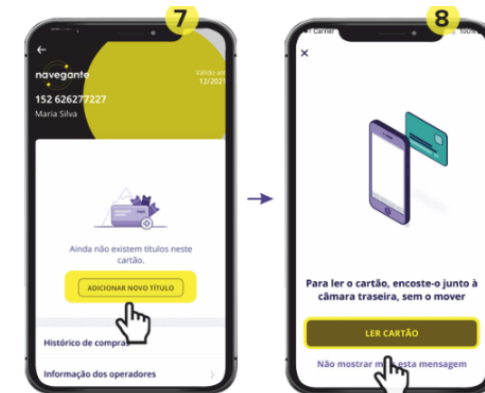 7
navegante
Válido até
12/2021
152 626277227
Maria Silva
Ainda não existem títulos neste
cartão.
ADICIONAR NOVO TÍTULO
Histórico de compras
Informação dos operadores
8
Carrier
100%
Para ler o cartão, encoste-o junto à
câmara traseira, sem o mover
LER CARTÃO
Não mostrar esta mensagem